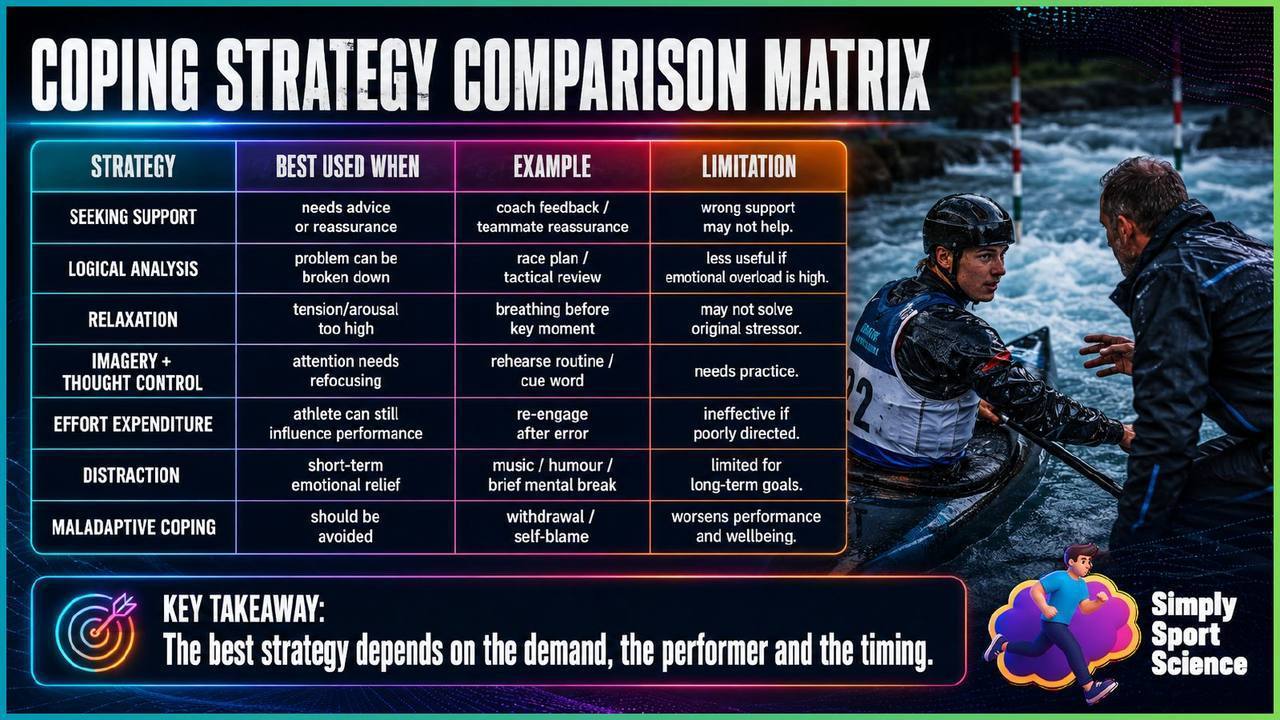 COPING STRATEGY COMPARISON MATRIX
STRATEGY
BEST USED WHEN
EXAMPLE
LIMITATION
SEEKING SUPPORT
needs advice
or reassurance
coach feedback /
teammate reassurance
wrong support
may not help.
LOGICAL ANALYSIS
problem can be
broken down
race plan /
tactical review
less useful if
emotional overload is high.
RELAXATION
tension/arousal
too high
breathing before
key moment
may not solve
original stressor.
IMAGERY +
THOUGHT CONTROL
attention needs
refocusing
rehearse routine /
cue word
needs practice.
EFFORT EXPENDITURE
athlete can still
influence performance
re-engage
after error
ineffective if
poorly directed.
DISTRACTION
short-term
emotional relief
music / humour /
brief mental break
limited for
long-term goals.
MALADAPTIVE COPING
should be
avoided
withdrawal /
self-blame
worsens performance
and wellbeing.
KEY TAKEAWAY:
The best strategy depends on the demand, the performer and the timing.
22
Simply
Sport
Science